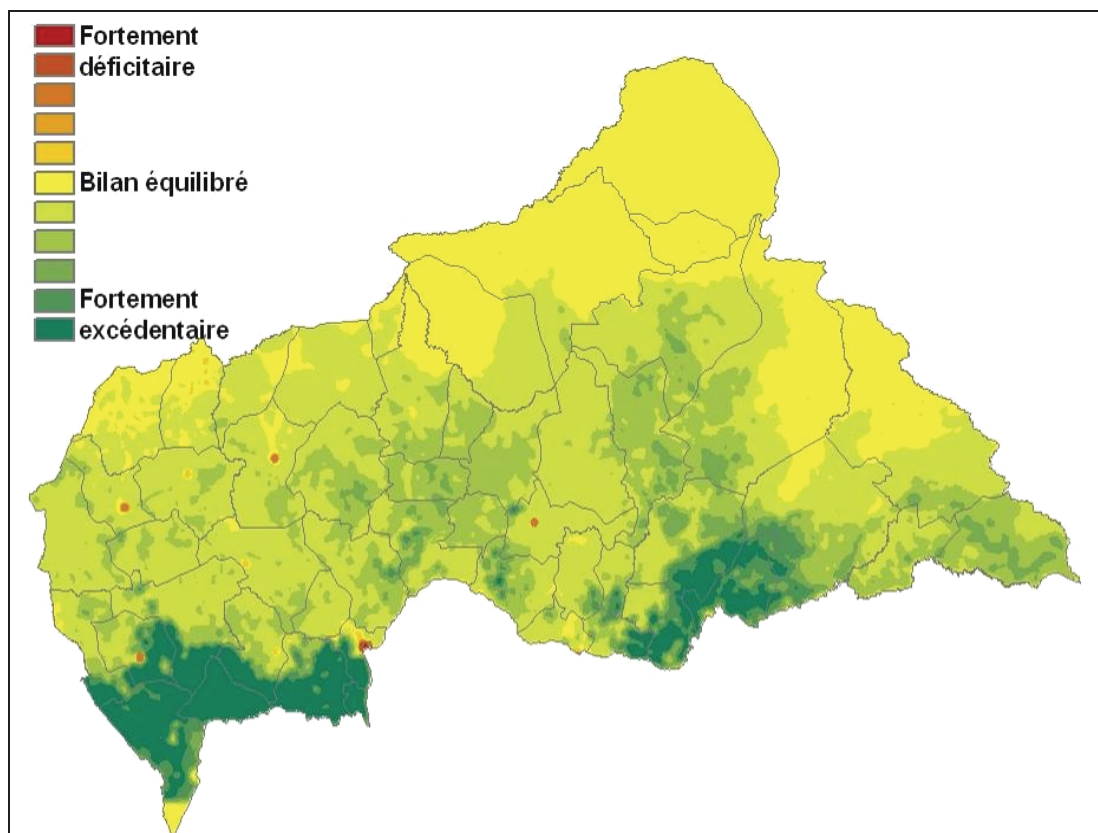 Fortement
déficitaire
Bilan équilibré
Fortement
excédentaire